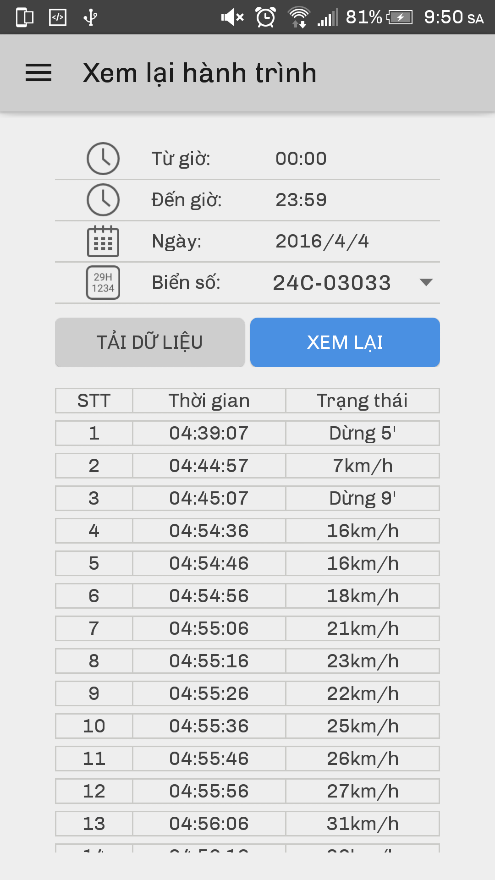 81% 9:50 SA
Xem lại hành trình
Từ giờ: 00:00
Đến giờ: 23:59
Ngày: 2016/4/4
29H
1234
Biển số: 24C-03033
TẢI DỮ LIỆU XEM LẠI
STT Thời gian Trạng thái
1 04:39:07 Dừng 5'
2 04:44:57 7km/h
3 04:45:07 Dừng 9'
4 04:54:36 16km/h
5 04:54:46 16km/h
6 04:54:56 18km/h
7 04:55:06 21km/h
8 04:55:16 23km/h
9 04:55:26 22km/h
10 04:55:36 25km/h
11 04:55:46 26km/h
12 04:55:56 27km/h
13 04:56:06 31km/h